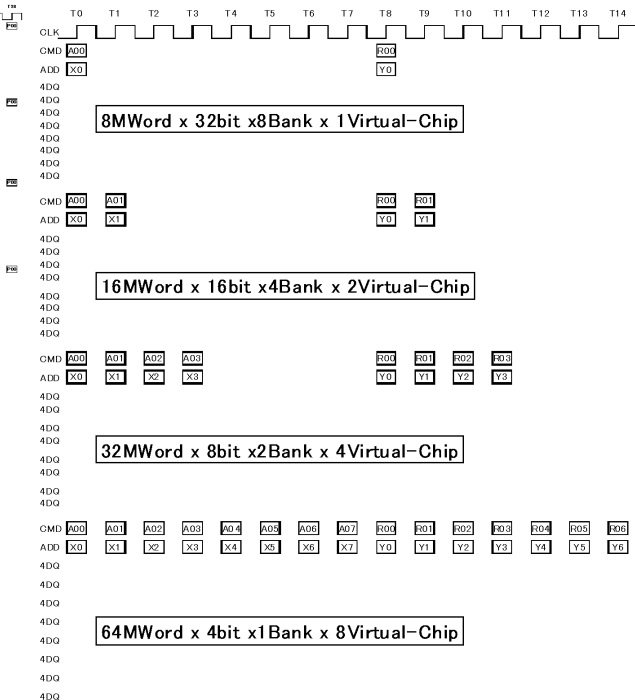 T0 T1 T2 T3 T4 T5 T6 T7 T8 T9 T10 T11 T12 T13 T14
CLK
CMD A00 R00
ADD X0 Y0
4DQ
4DQ
4DQ
4DQ
4DQ
4DQ
4DQ
4DQ
8MWord x 32bit x8Bank x 1Virtual-Chip
CMD A00 A01 R00 R01
ADD X0 X1 Y0 Y1
4DQ
4DQ
4DQ
4DQ
4DQ
4DQ
4DQ
4DQ
16MWord x 16bit x4Bank x 2Virtual-Chip
CMD A00 A01 A02 A03 R00 R01 R02 R03
ADD X0 X1 X2 X3 Y0 Y1 Y2 Y3
4DQ
4DQ
4DQ
4DQ
4DQ
4DQ
4DQ
4DQ
32MWord x 8bit x2Bank x 4Virtual-Chip
CMD A00 A01 A02 A03 A04 A05 A06 A07 R00 R01 R02 R03 R04 R05 R06
ADD X0 X1 X2 X3 X4 X5 X6 X7 Y0 Y1 Y2 Y3 Y4 Y5 Y6
4DQ
4DQ
4DQ
4DQ
4DQ
4DQ
4DQ
4DQ
64MWord x 4bit x1Bank x 8Virtual-Chip